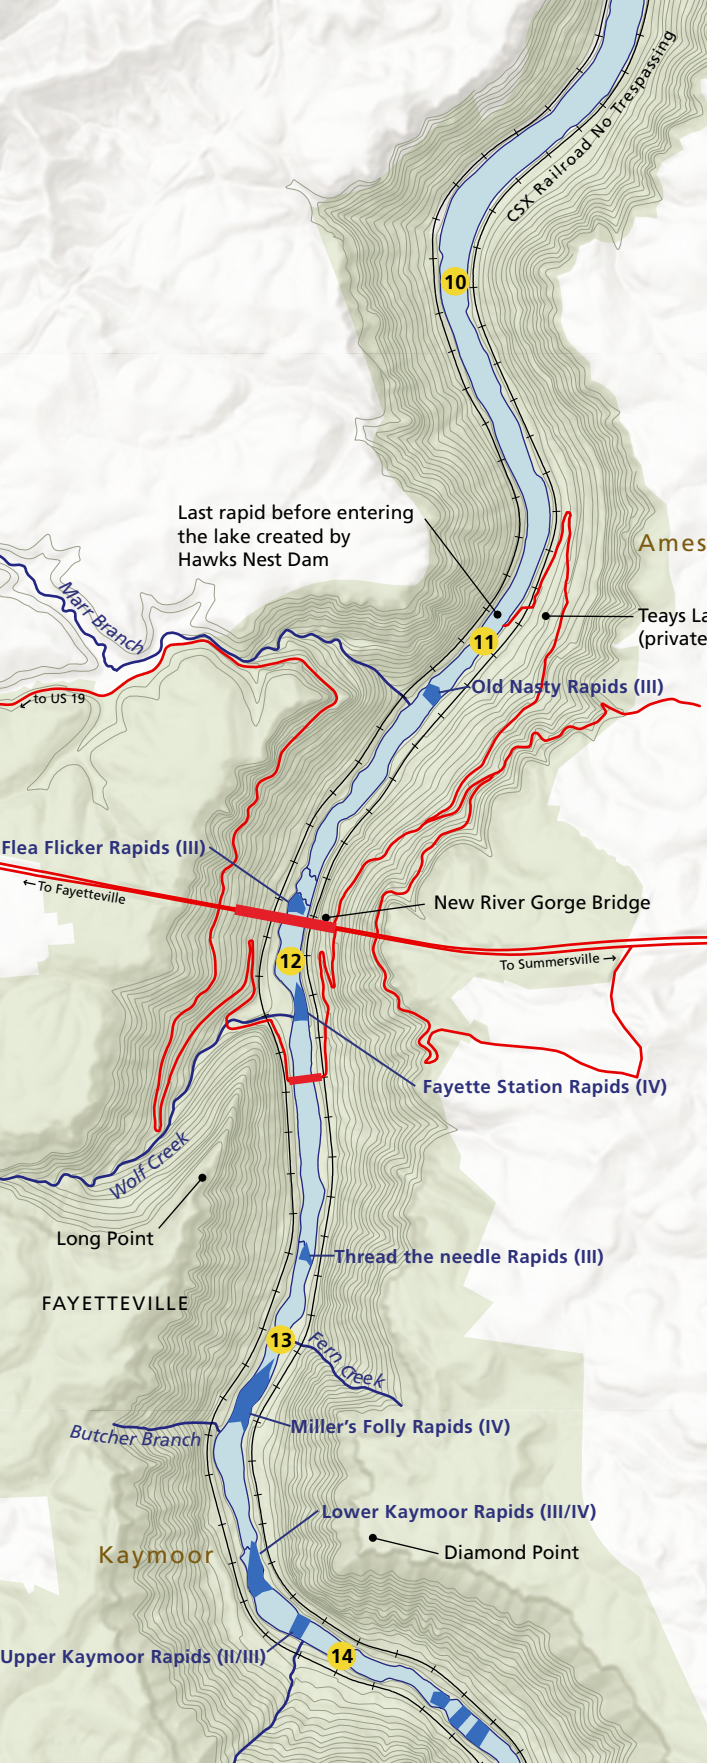 CSX Railroad No Trespassing
10
Last rapid before entering
the lake created by
Hawks Nest Dam
Ames
Marr Branch
Teays La
(private
11
Old Nasty Rapids (III)
to US 19
Flea Flicker Rapids (III)
To Fayetteville
New River Gorge Bridge
12
To Summersville
Fayette Station Rapids (IV)
Wolf Creek
Long Point
Thread the needle Rapids (III)
FAYETTEVILLE
13
Fern Creek
Miller's Folly Rapids (IV)
Butcher Branch
Lower Kaymoor Rapids (III/IV)
Kaymoor
Diamond Point
Upper Kaymoor Rapids (II/III)
14